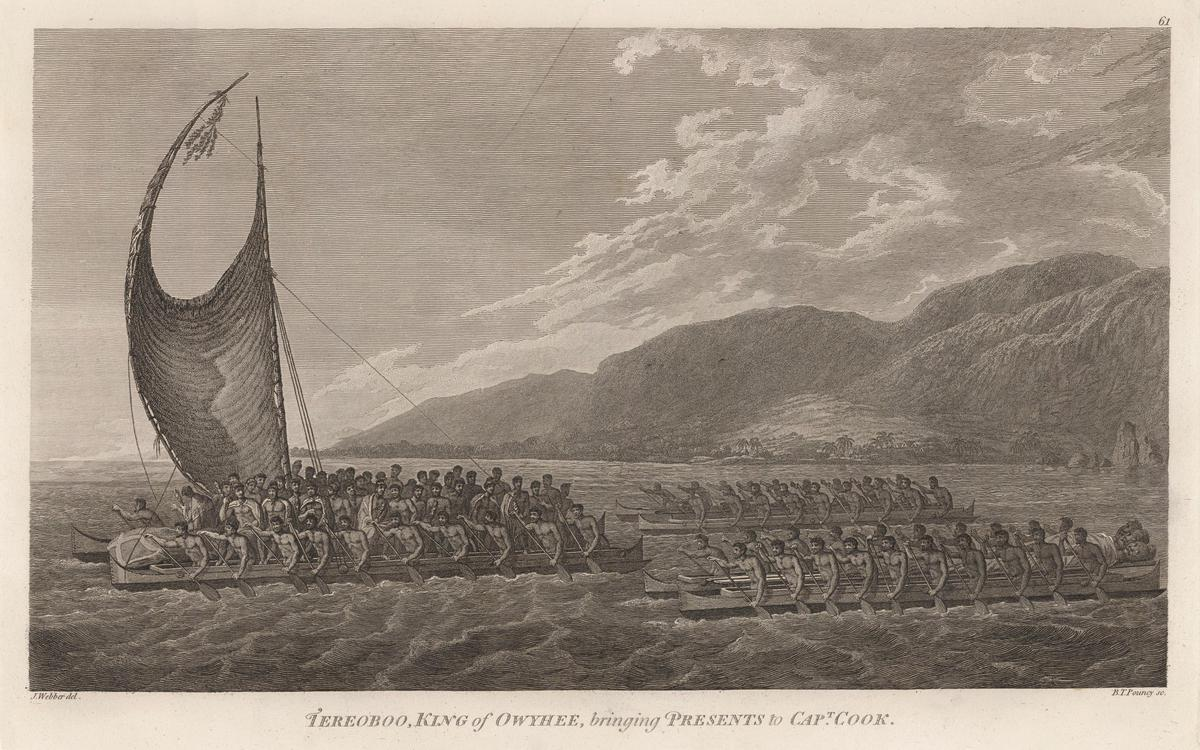 61
J. Webber del.
B.T. Pouncy sc.
TEREOBOO, KING of OWYHEE, bringing PRESENTS to CAPT. COOK.